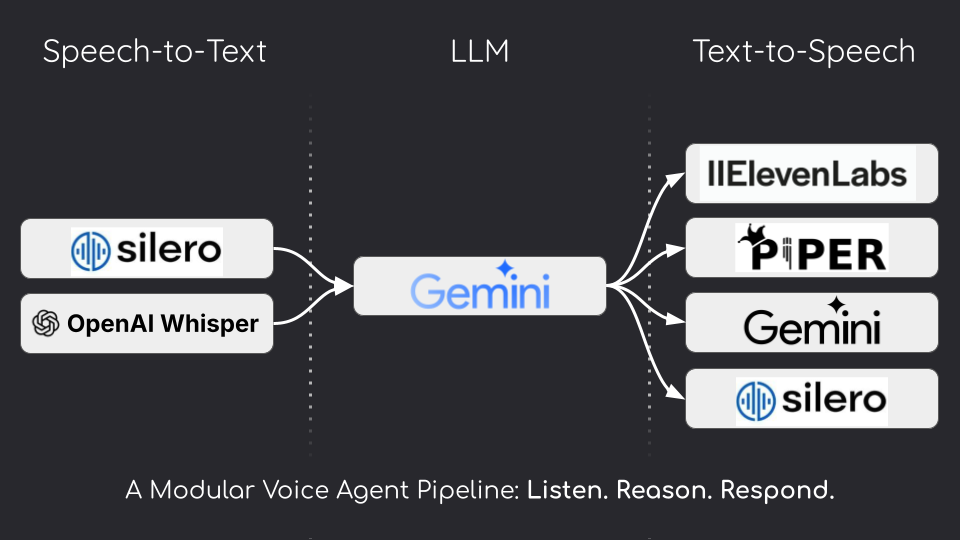 Speech-to-Text
LLM
Text-to-Speech
silero
OpenAI Whisper
Gemini
IIElevenLabs
PiPER
Gemini
silero
A Modular Voice Agent Pipeline: Listen. Reason. Respond.